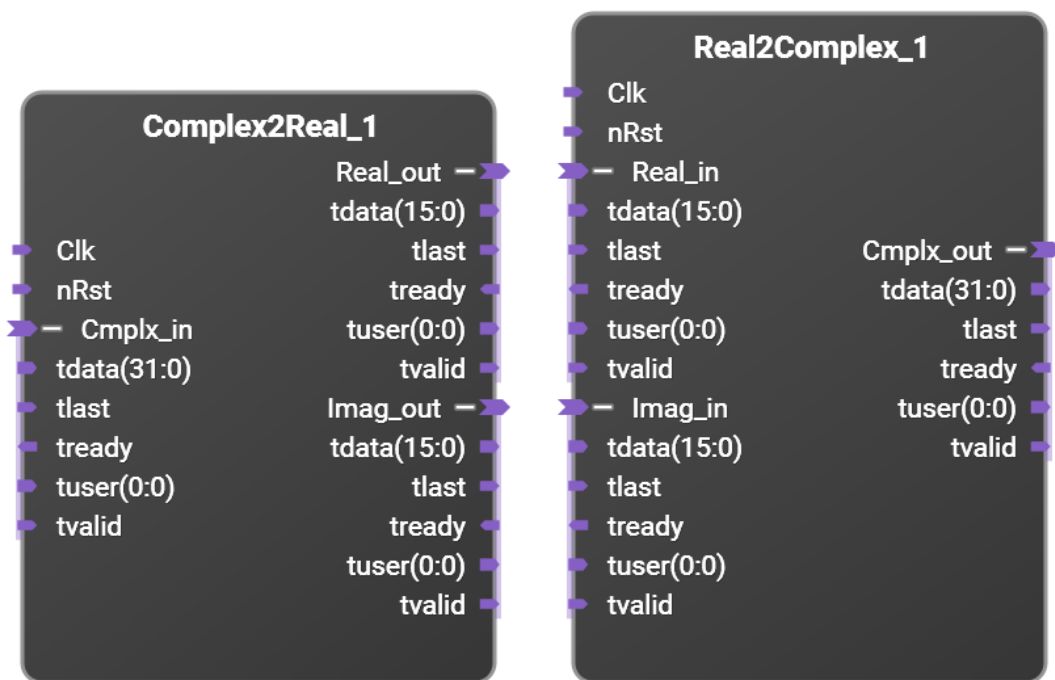 Complex2Real_1
Clk
nRst
Cmplx_in
tdata(31:0)
tlast
tready
tuser(0:0)
tvalid
Real_out
tdata(15:0)
tlast
tready
tuser(0:0)
tvalid
Imag_out
tdata(15:0)
tlast
tready
tuser(0:0)
tvalid
Real2Complex_1
Clk
nRst
Real_in
tdata(15:0)
tlast
tready
tuser(0:0)
tvalid
Imag_in
tdata(15:0)
tlast
tready
tuser(0:0)
tvalid
Cmplx_out
tdata(31:0)
tlast
tready
tuser(0:0)
tvalid